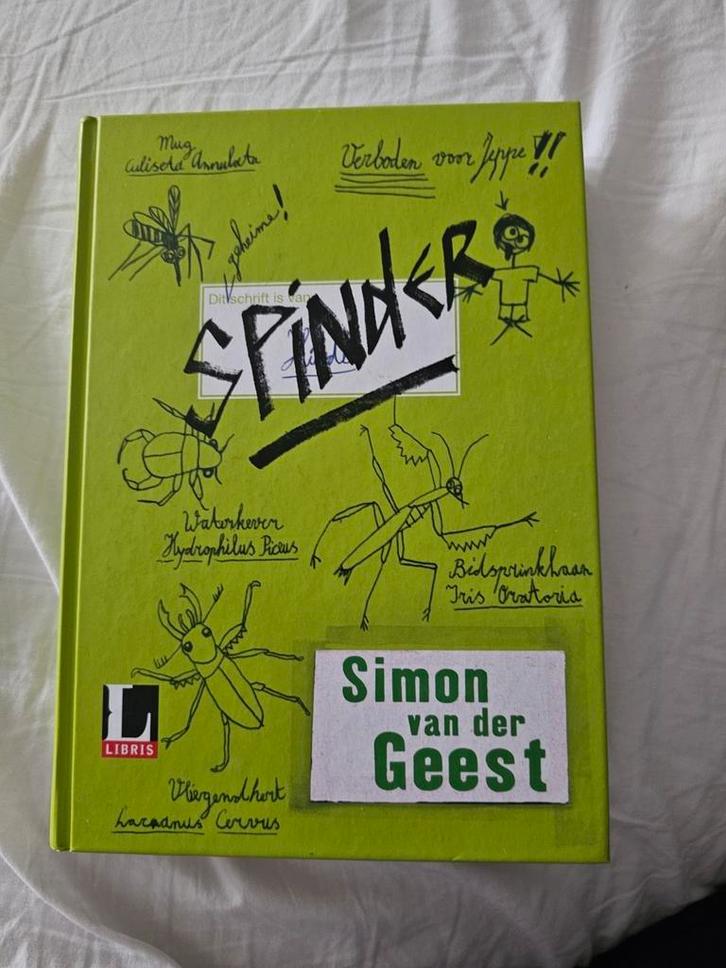 Mug
Culiseta Annulata
Verboden voor Jeppe!!
geheime!
Dit schrift is van
SPINDER
Waterkever
Hydrophilus Piceus
Bidsprinkhaan
Iris Oratoria
Simon
van der
Geest
L
LIBRIS
Vliegend hert
Lucanus Cervus